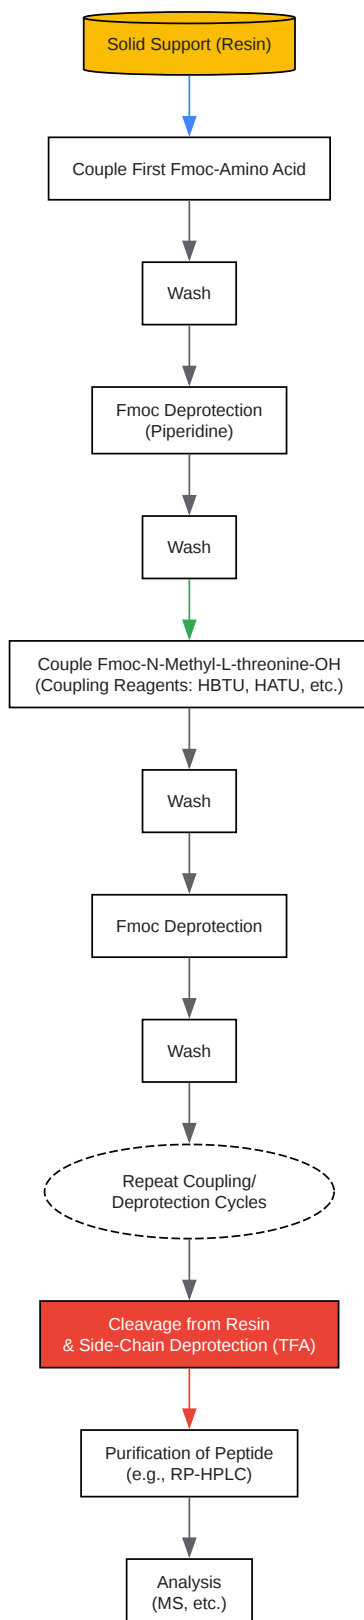 Solid Support (Resin)
Couple First Fmoc-Amino Acid
Wash
Fmoc Deprotection
(Piperidine)
Wash
Couple Fmoc-N-Methyl-L-threonine-OH
(Coupling Reagents: HBTU, HATU, etc.)
Wash
Fmoc Deprotection
Wash
Repeat Coupling/
Deprotection Cycles
Cleavage from Resin
& Side-Chain Deprotection (TFA)
Purification of Peptide
(e.g., RP-HPLC)
Analysis
(MS, etc.)